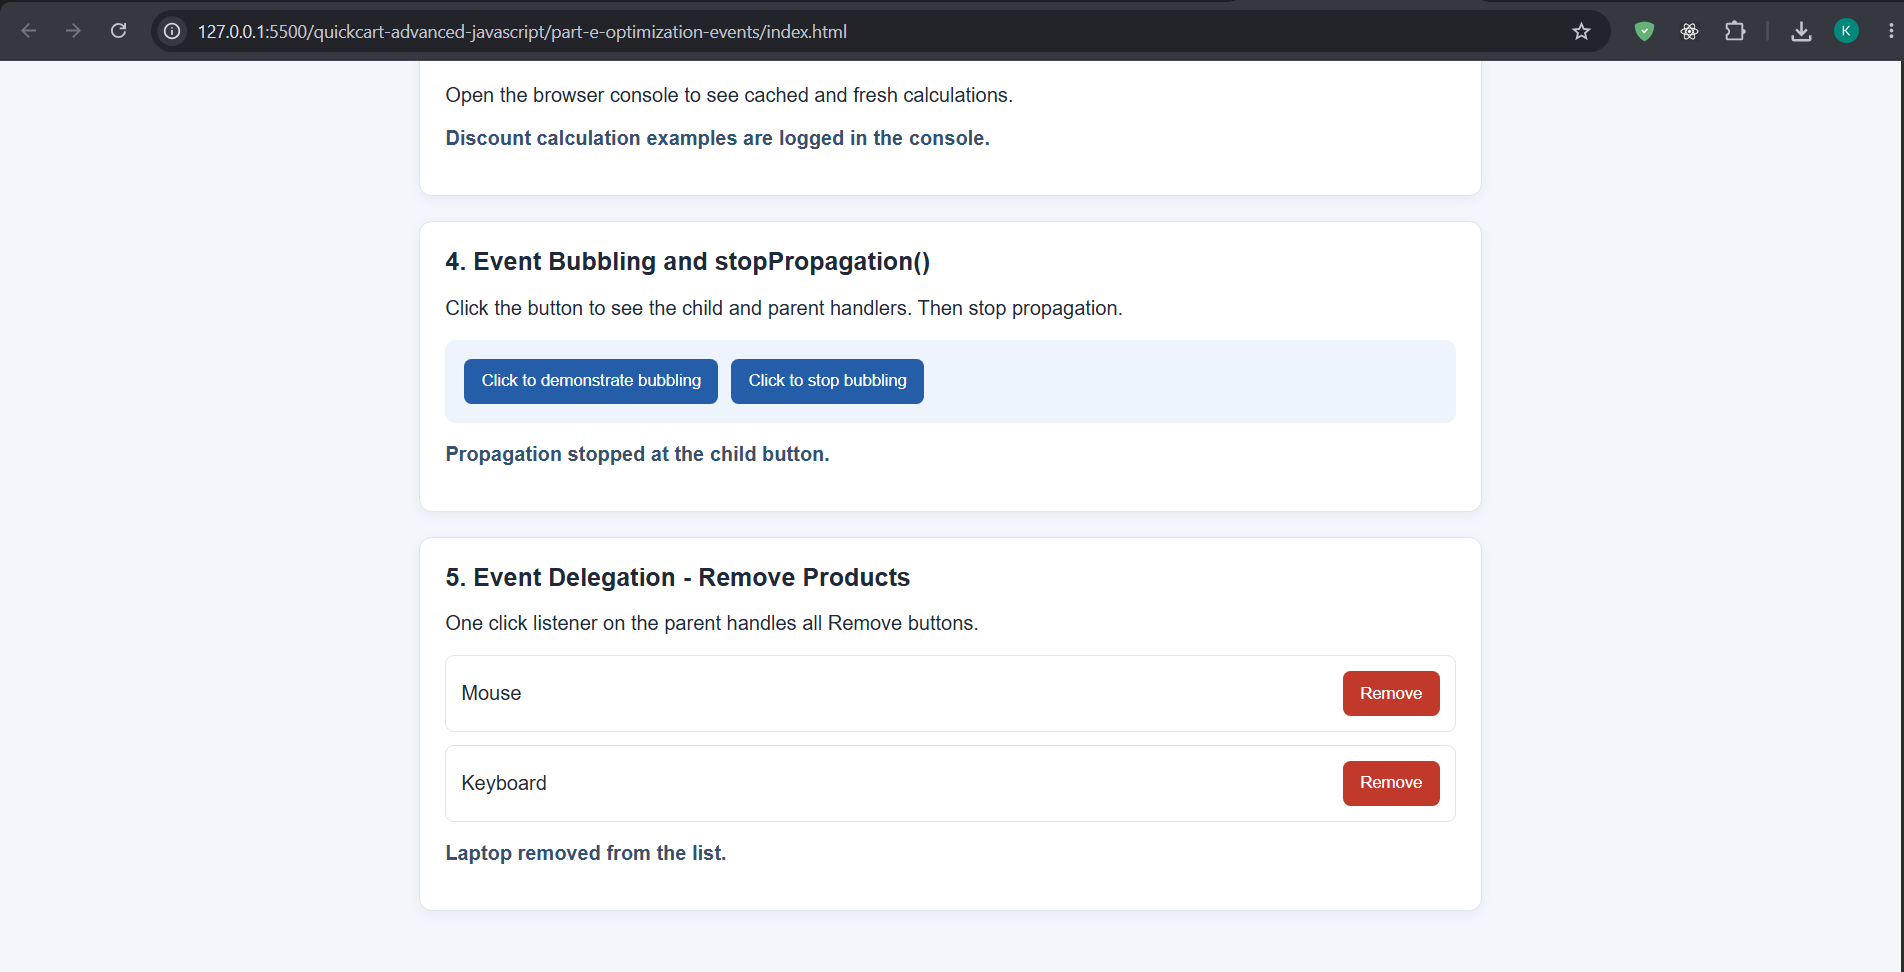 127.0.0.1:5500/quickcart-advanced-javascript/part-e-optimization-events/index.html
K
Open the browser console to see cached and fresh calculations.
Discount calculation examples are logged in the console.
4. Event Bubbling and stopPropagation()
Click the button to see the child and parent handlers. Then stop propagation.
Click to demonstrate bubbling
Click to stop bubbling
Propagation stopped at the child button.
5. Event Delegation - Remove Products
One click listener on the parent handles all Remove buttons.
Mouse
Remove
Keyboard
Remove
Laptop removed from the list.